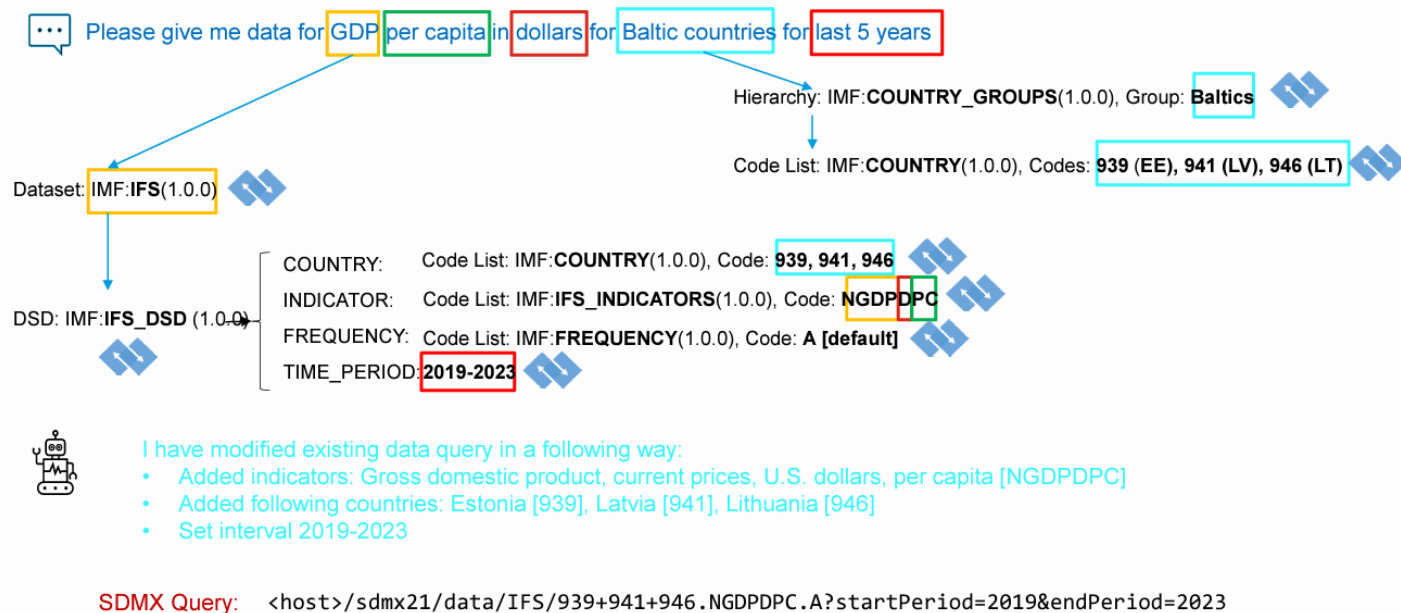 Please give me data for GDP per capita in dollars for Baltic countries for last 5 years
Hierarchy: IMF:COUNTRY_GROUPS(1.0.0), Group: Baltics
Code List: IMF:COUNTRY(1.0.0), Codes: 939 (EE), 941 (LV), 946 (LT)
Dataset: IMF:IFS(1.0.0)
DSD: IMF:IFS_DSD (1.0.0)
COUNTRY: Code List: IMF:COUNTRY(1.0.0), Code: 939, 941, 946
INDICATOR: Code List: IMF:IFS_INDICATORS(1.0.0), Code: NGDPDPC
FREQUENCY: Code List: IMF:FREQUENCY(1.0.0), Code: A [default]
TIME_PERIOD: 2019-2023
I have modified existing data query in a following way:
• Added indicators: Gross domestic product, current prices, U.S. dollars, per capita [NGDPDPC]
• Added following countries: Estonia [939], Latvia [941], Lithuania [946]
• Set interval 2019-2023
SDMX Query: <host>/sdmx21/data/IFS/939+941+946.NGDPDPC.A?startPeriod=2019&endPeriod=2023